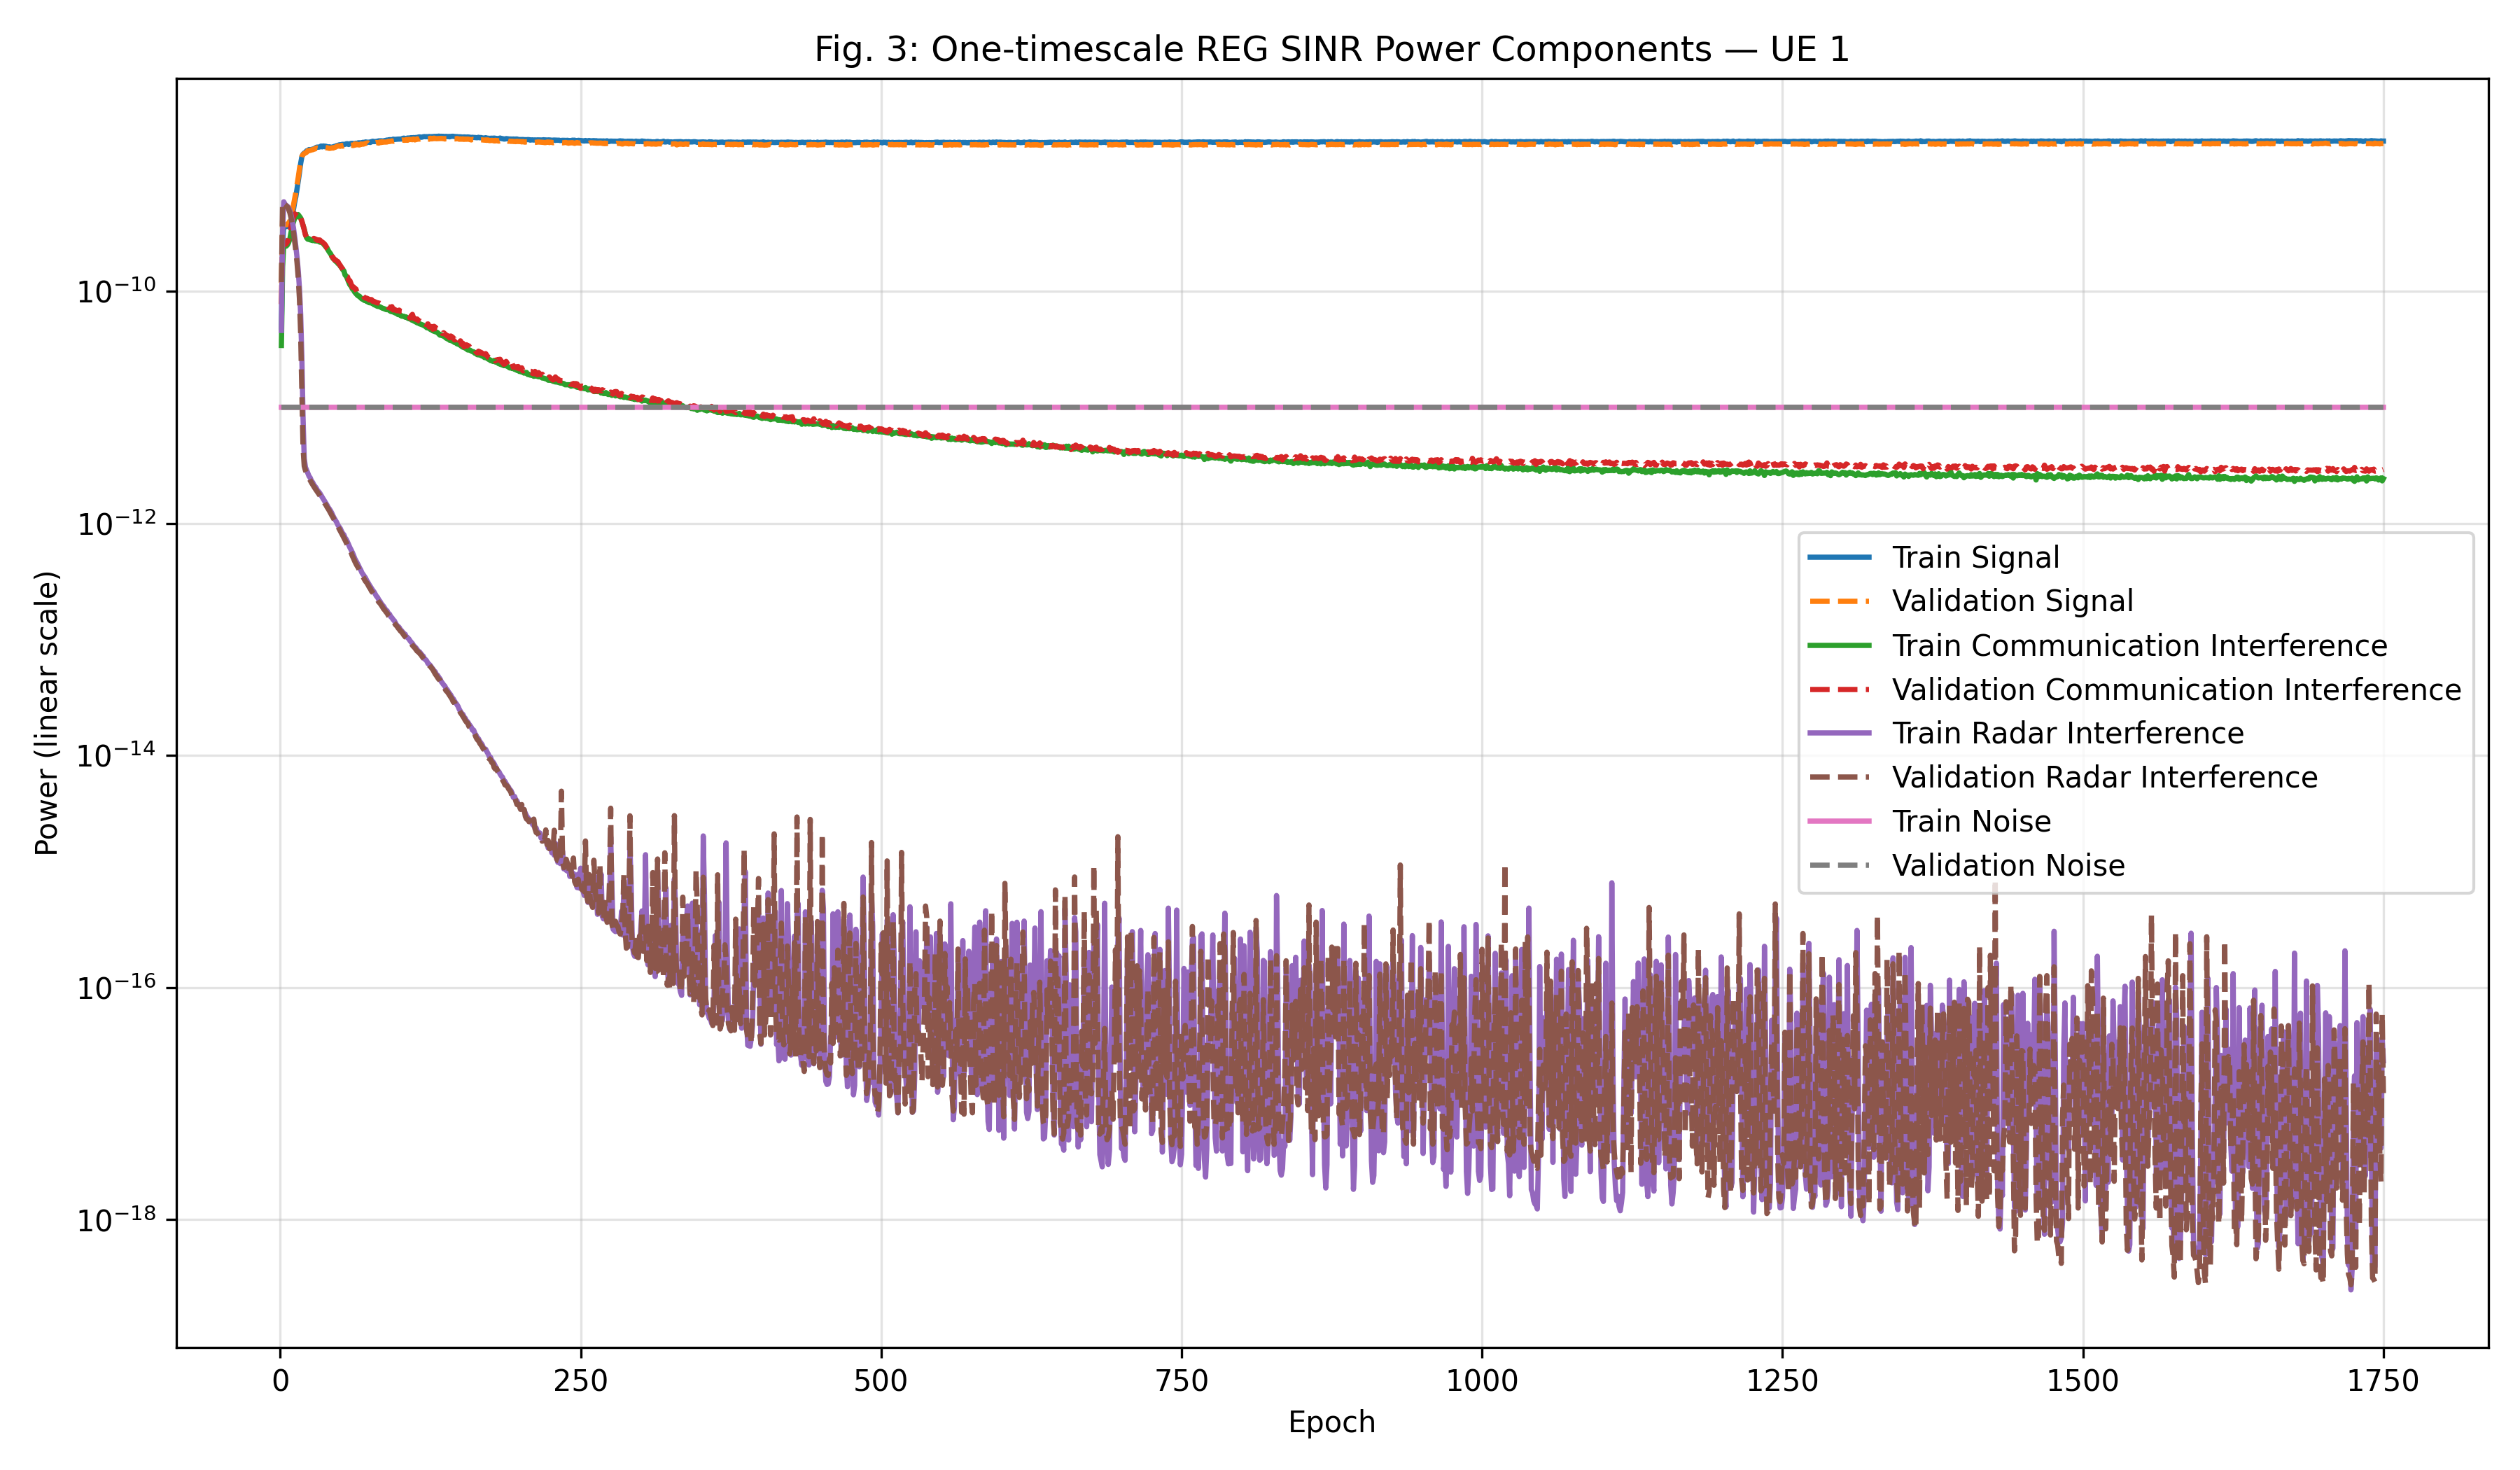 Fig. 3: One-timescale REG SINR Power Components — UE 1
Power (linear scale)
10⁻¹⁰
10⁻¹²
10⁻¹⁴
10⁻¹⁶
10⁻¹⁸
Train Signal
Validation Signal
Train Communication Interference
Validation Communication Interference
Train Radar Interference
Validation Radar Interference
Train Noise
Validation Noise
0 250 500 750 1000 1250 1500 1750
Epoch